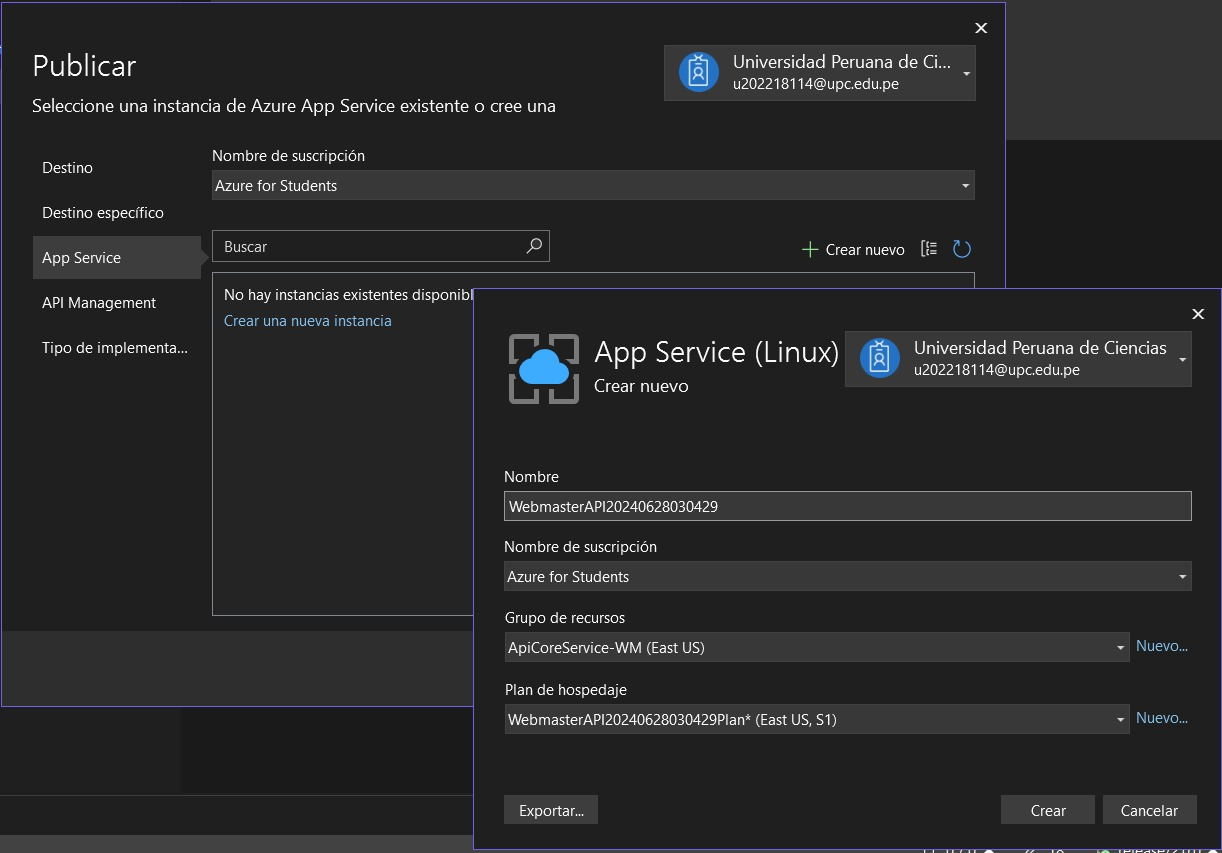 Publicar
Seleccione una instancia de Azure App Service existente o cree una
Universidad Peruana de Ci...
u202218114@upc.edu.pe
Destino
Destino específico
App Service
API Management
Tipo de implementa...
Nombre de suscripción
Azure for Students
Buscar
Crear nuevo
No hay instancias existentes
Crear una nueva instancia
App Service (Linux)
Crear nuevo
Universidad Peruana de Ciencias
u202218114@upc.edu.pe
Nombre
WebmasterAPI20240628030429
Nombre de suscripción
Azure for Students
Grupo de recursos
ApiCoreService-WM (East US)
Nuevo...
Plan de hospedaje
WebmasterAPI20240628030429Plan* (East US, S1)
Nuevo...
Exportar...
Crear
Cancelar